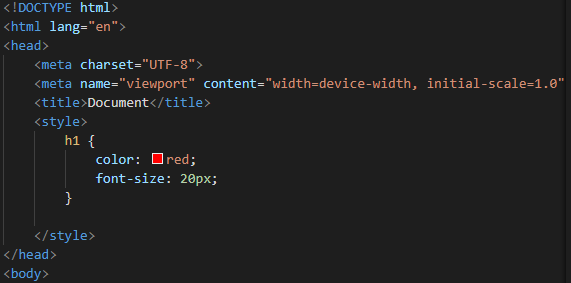 <!DOCTYPE html>
<html lang="en">
<head>
    <meta charset="UTF-8">
    <meta name="viewport" content="width=device-width, initial-scale=1.0"
    <title>Document</title>
    <style>
        h1 {
            color: red;
            font-size: 20px;
        }
    </style>
</head>
<body>